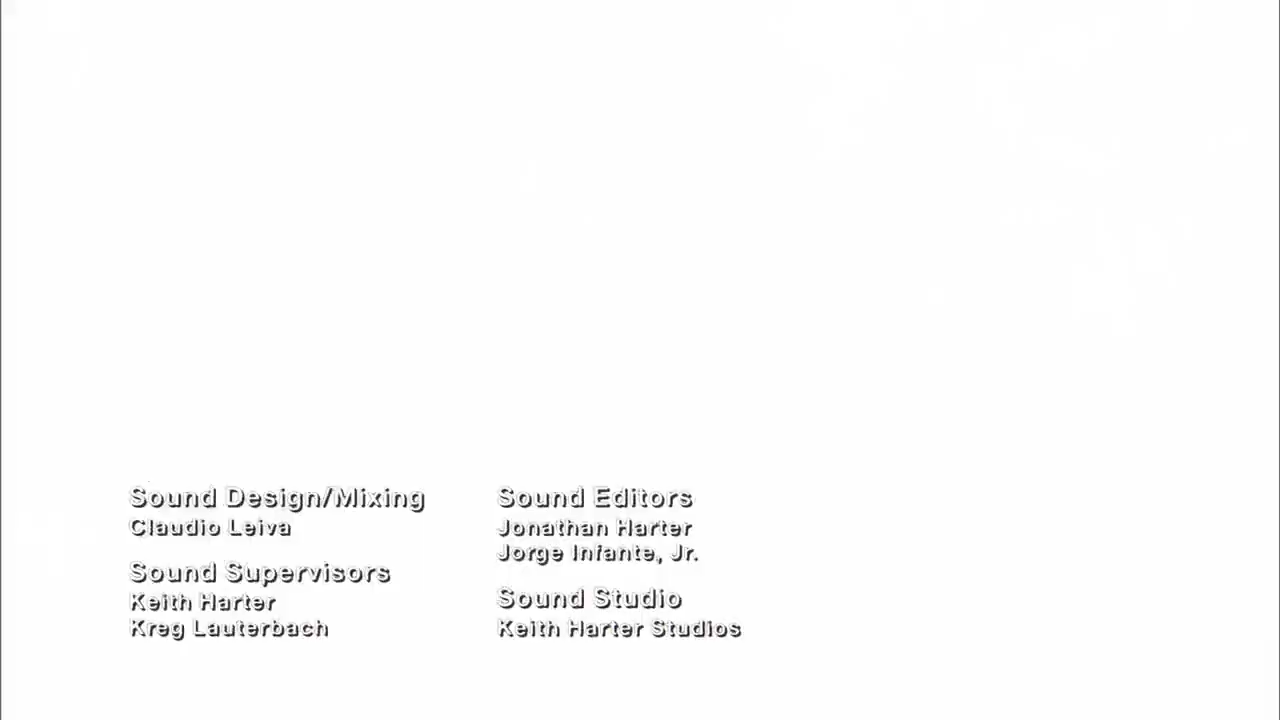 Sound Design/Mixing
Claudio Leiva
Sound Supervisors
Keith Harter
Kreg Lauterbach
Sound Editors
Jonathan Harter
Jorge Infante, Jr.
Sound Studio
Keith Harter Studios